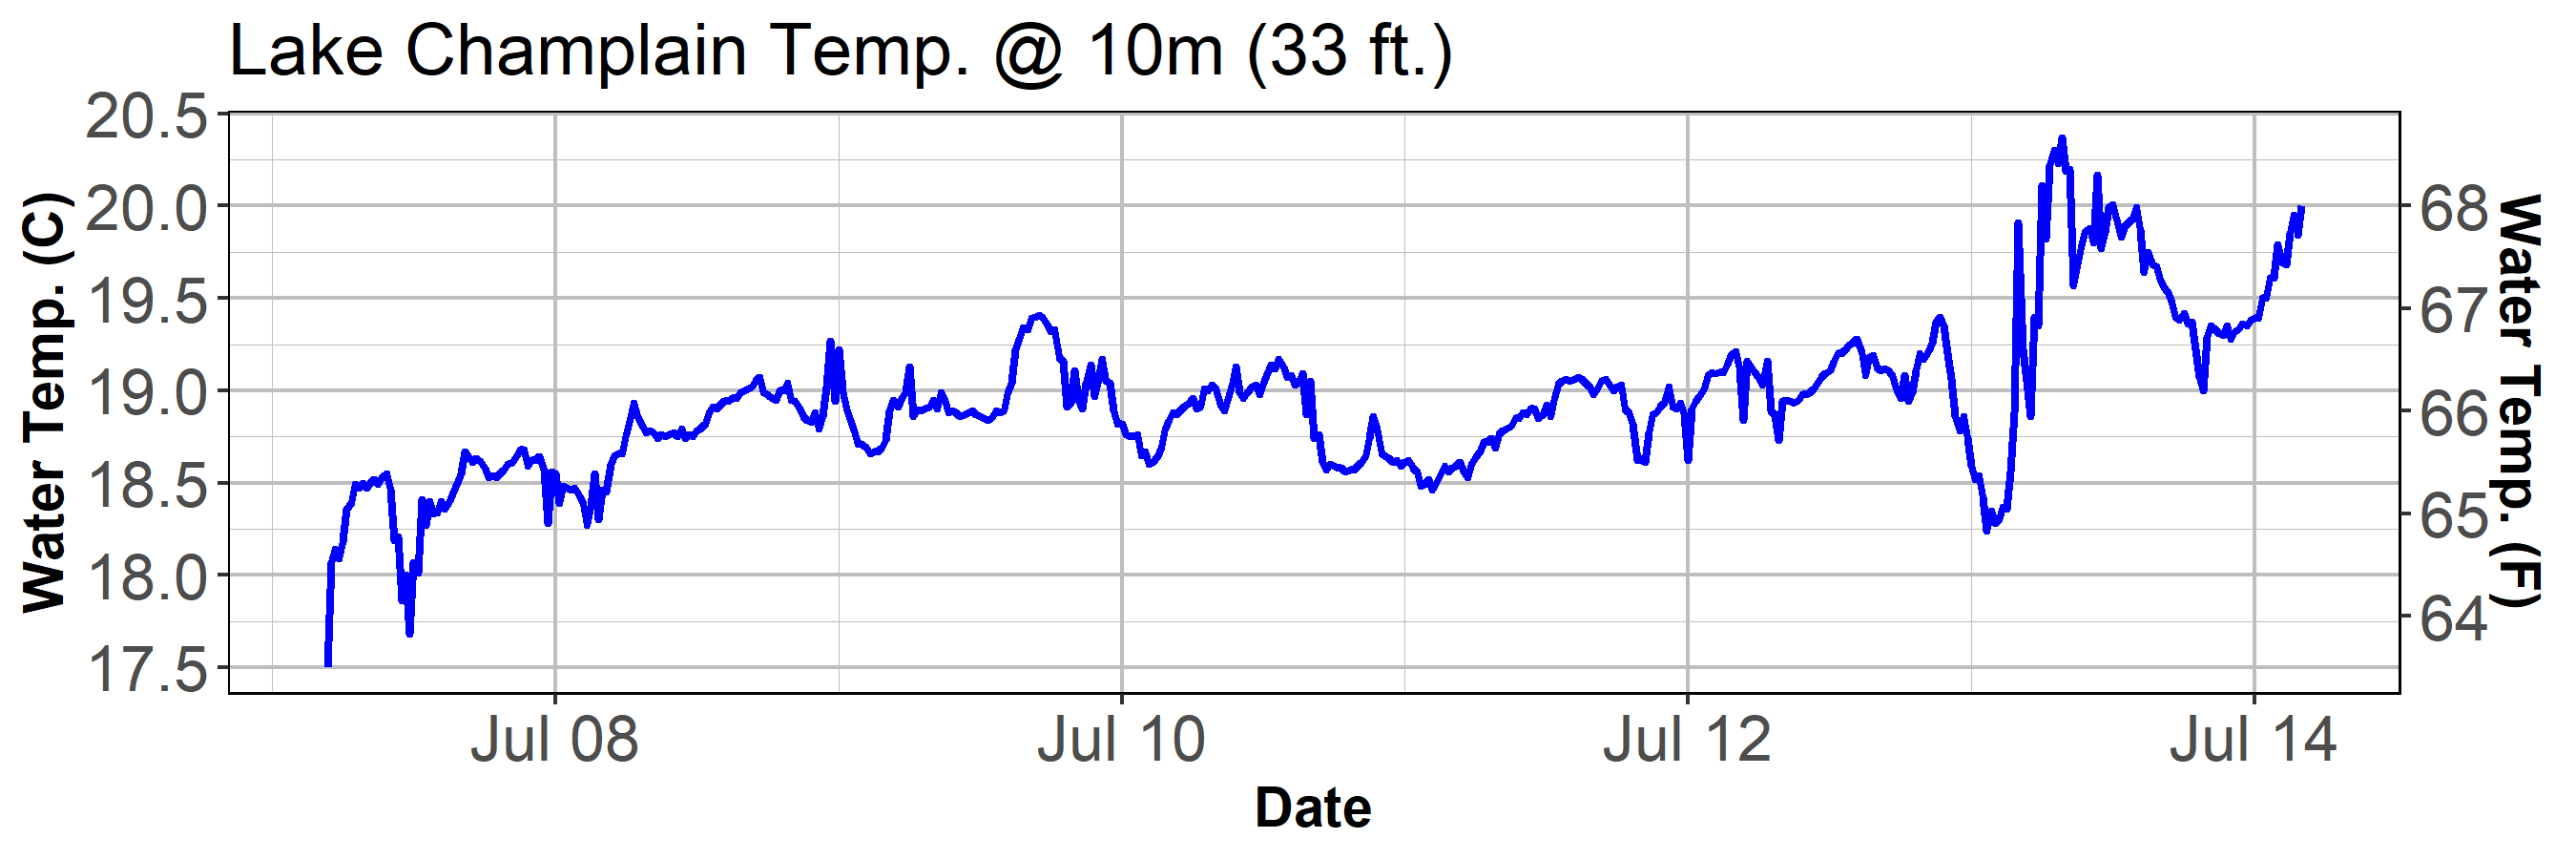 Lake Champlain Temp. @ 10m (33 ft.)
20.5
20.0
19.5
19.0
18.5
18.0
17.5
Water Temp. (C)
68
67
66
65
64
Water Temp. (F)
Jul 08
Jul 10
Jul 12
Jul 14
Date